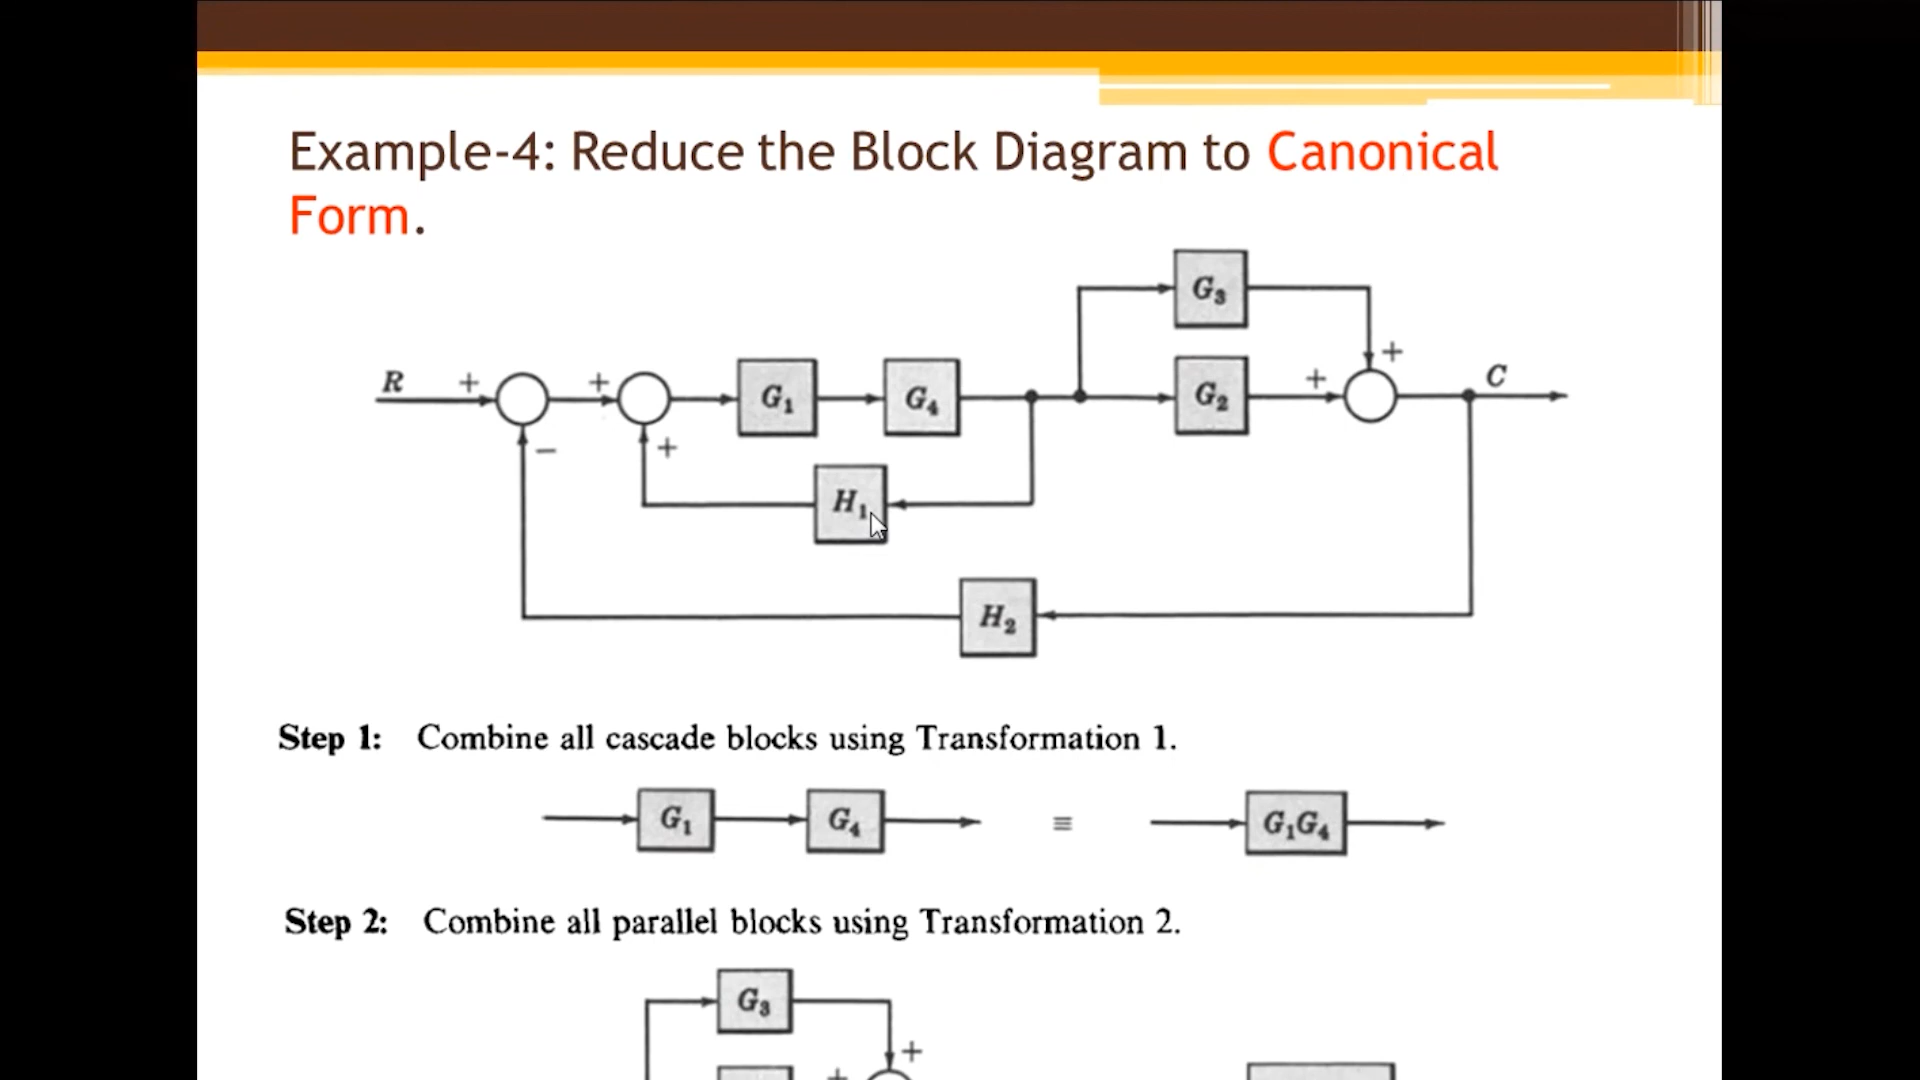 Example-4: Reduce the Block Diagram to Canonical
Form.
G₃
R + + G₁ G₄ G₂ + + C
− + H₁
H₂
Step 1: Combine all cascade blocks using Transformation 1.
G₁ G₄ ≡ G₁G₄
Step 2: Combine all parallel blocks using Transformation 2.
G₃
+
+